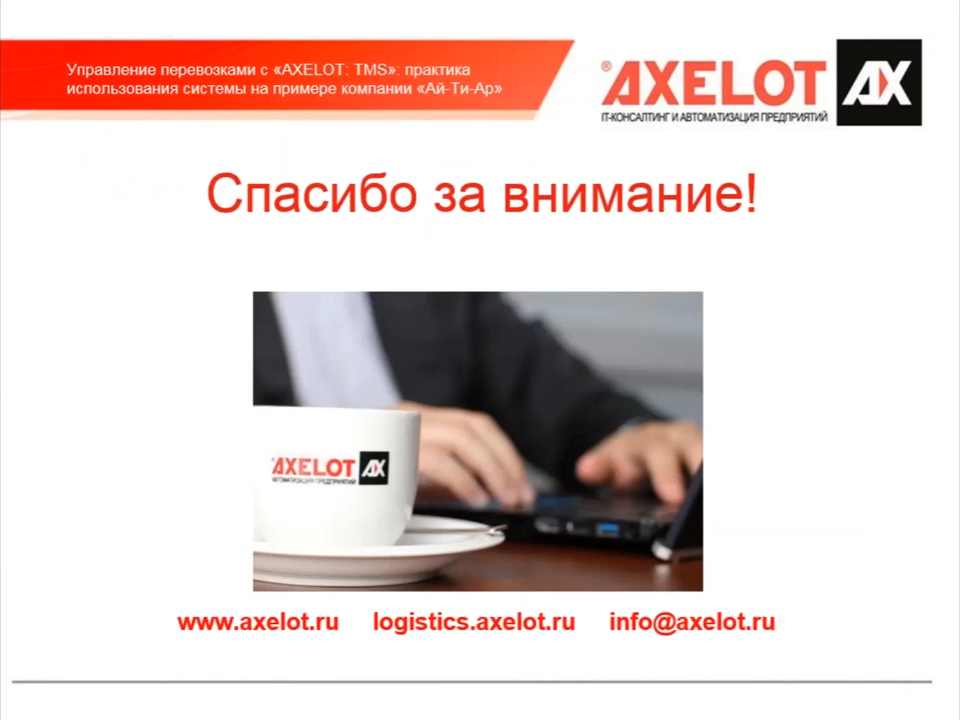 Управление перевозками с «AXELOT: TMS»: практика
использования системы на примере компании «Ай-Ти-Ар»
®AXELOT AX
IT-КОНСАЛТИНГ И АВТОМАТИЗАЦИЯ ПРЕДПРИЯТИЙ
Спасибо за внимание!
AXELOT AX
АВТОМАТИЗАЦИЯ ПРЕДПРИЯТИЙ
www.axelot.ru logistics.axelot.ru info@axelot.ru